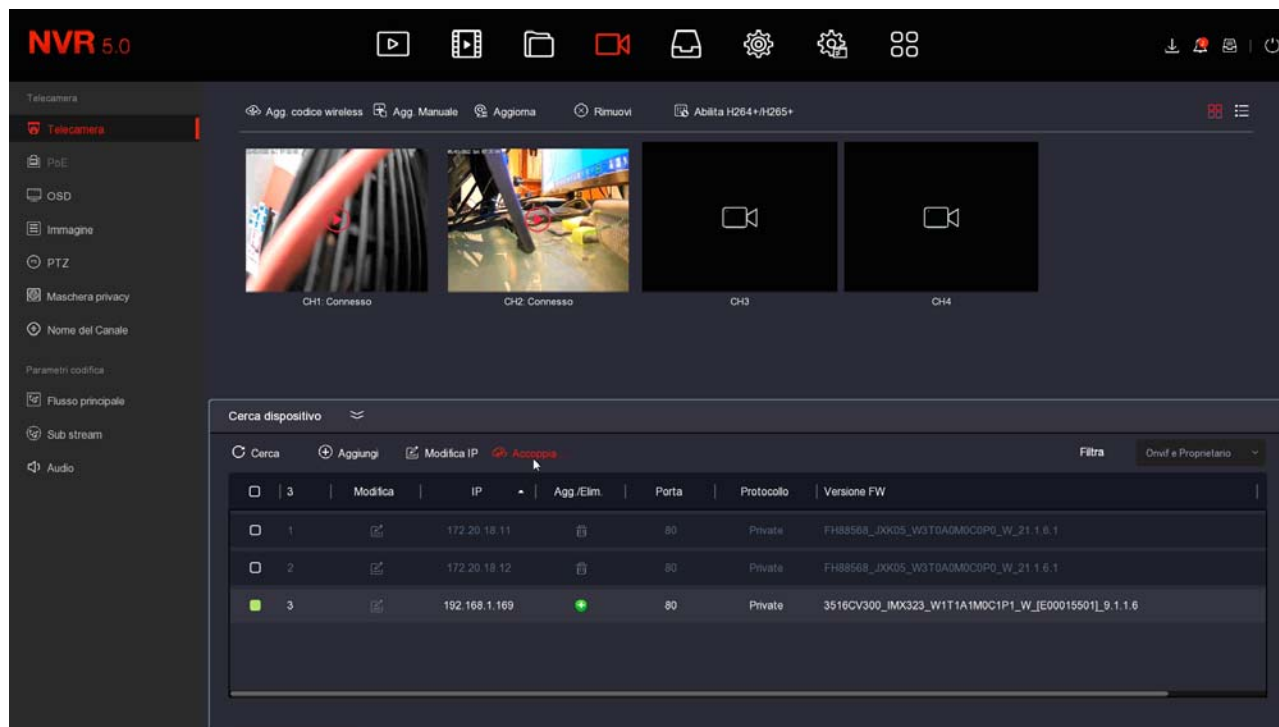 NVR 5.0
Telecamera
Telecamera
PoE
OSD
Immagine
PTZ
Maschera privacy
Nome del Canale
Parametri codifica
Flusso principale
Sub stream
Audio
Agg. codice wireless Agg. Manuale Aggiorna Rimuovi Abilita H264+/H265+
CH1: Connesso CH2: Connesso CH3 CH4
Cerca dispositivo
Cerca Aggiungi Modifica IP Accoppia Filtra Onvif e Proprietario
3 Modifica IP Agg./Elim. Porta Protocollo Versione FW
1 172.20.18.11 80 Private FH88568_JXK05_W3T0A0M0C0P0_W_21.1.6.1
2 172.20.18.12 80 Private FH88568_JXK05_W3T0A0M0C0P0_W_21.1.6.1
3 192.168.1.169 80 Private 3516CV300_IMX323_W1T1A1M0C1P1_W_[E00015501]_9.1.1.6